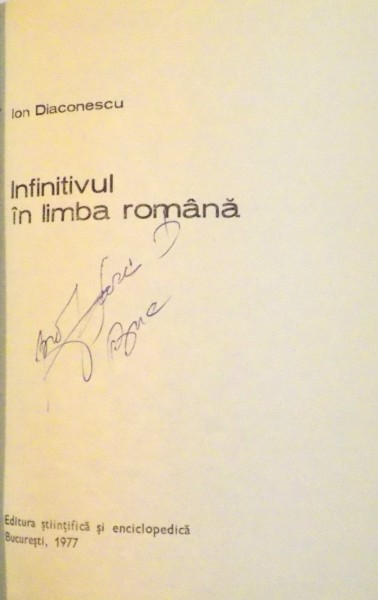 Ion Diaconescu
Infinitivul
în limba română
Editura științifică și enciclopedică
București, 1977